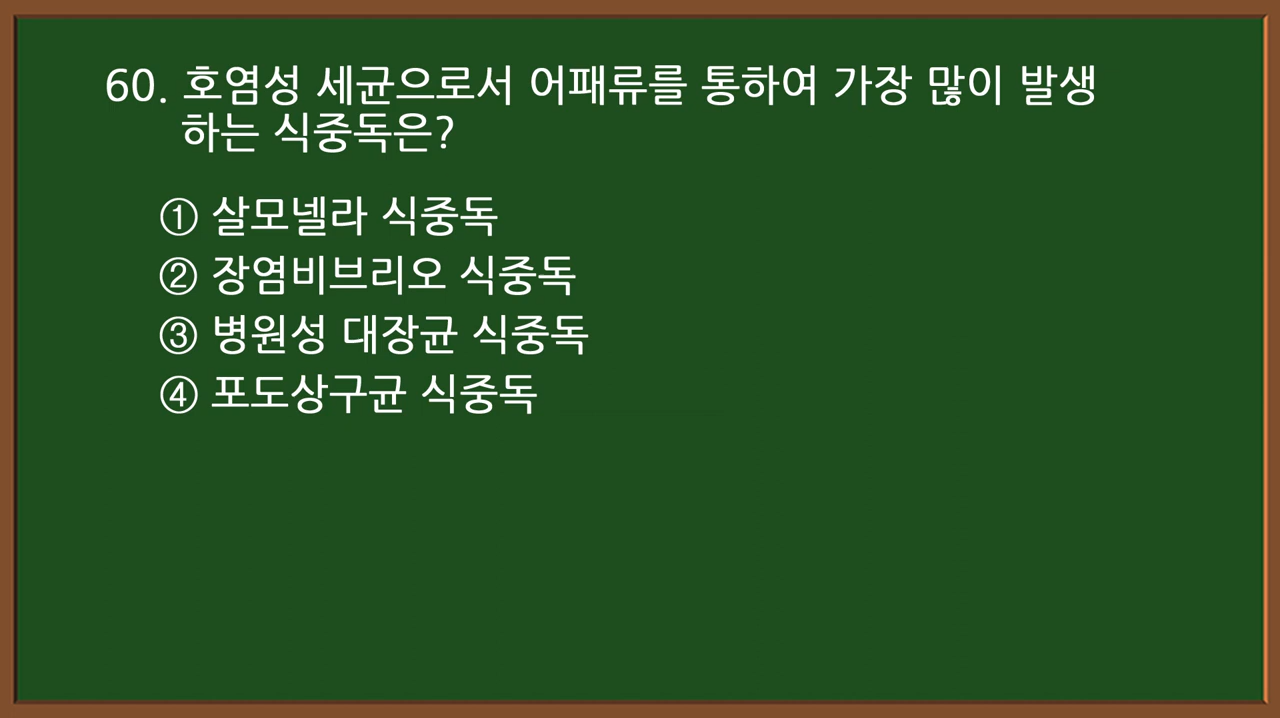 60. 호염성 세균으로서 어패류를 통하여 가장 많이 발생
하는 식중독은?
① 살모넬라 식중독
② 장염비브리오 식중독
③ 병원성 대장균 식중독
④ 포도상구균 식중독